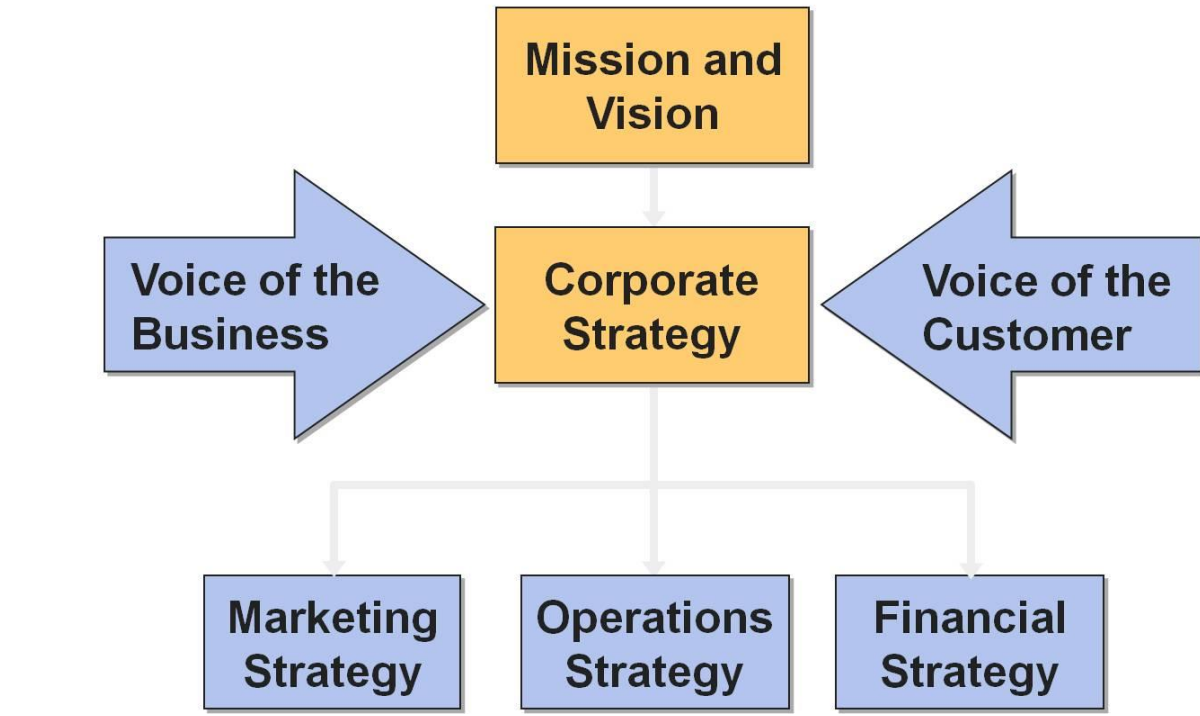 Mission and
Vision
Voice of the
Business
Corporate
Strategy
Voice of the
Customer
Marketing
Strategy
Operations
Strategy
Financial
Strategy